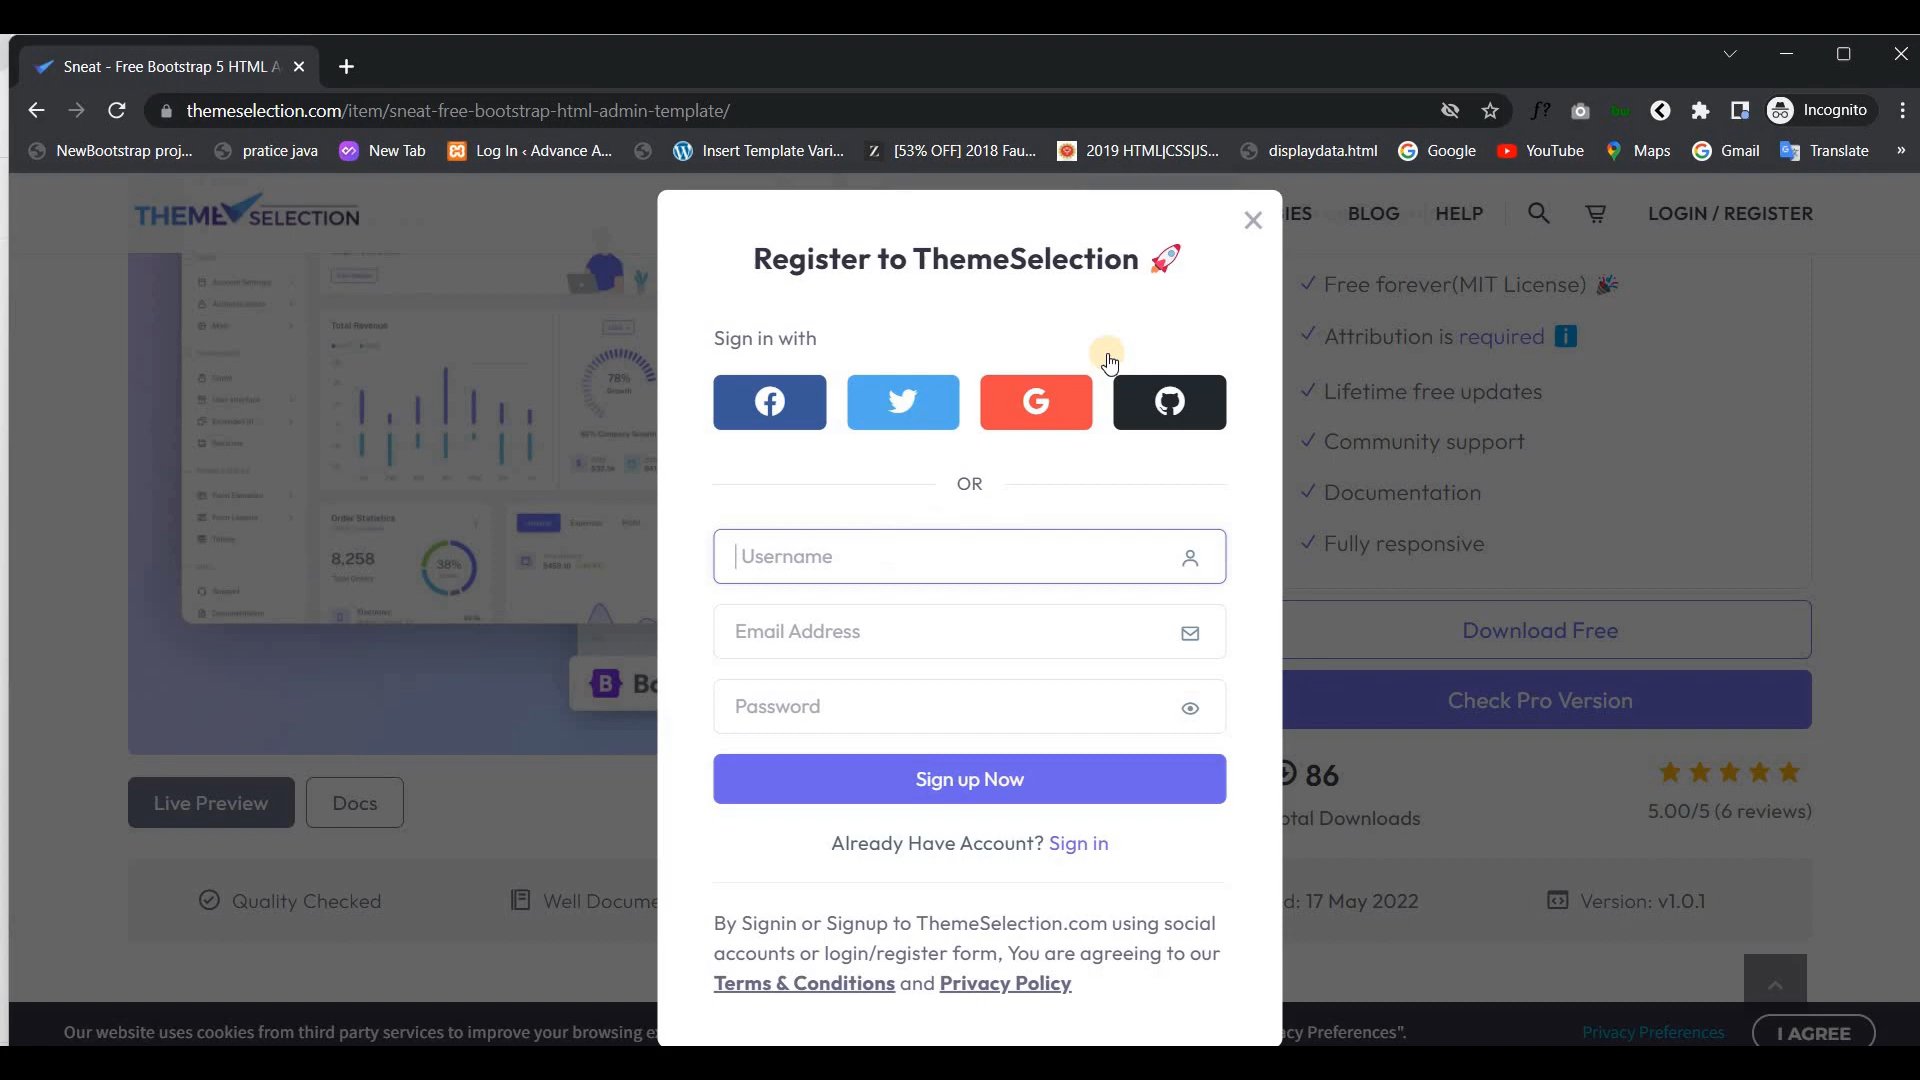 Sneat - Free Bootstrap 5 HTML A
themeselection.com/item/sneat-free-bootstrap-html-admin-template/
Incognito
NewBootstrap proj...
pratice java
New Tab
Log In ‹ Advance A...
Insert Template Vari...
[53% OFF] 2018 Fau...
2019 HTML|CSS|JS...
displaydata.html
Google
YouTube
Maps
Gmail
Translate
»
THEMESELECTION
BLOG
HELP
LOGIN / REGISTER
Register to ThemeSelection 🚀
Sign in with
OR
Username
Email Address
Password
Sign up Now
Already Have Account? Sign in
By Signin or Signup to ThemeSelection.com using social
accounts or login/register form, You are agreeing to our
Terms & Conditions and Privacy Policy
Total Revenue
78%
Growth
Order Statistics
8,258
38%
Live Preview
Docs
Quality Checked
Well Docume
Free forever(MIT License) 🎉
Attribution is required
Lifetime free updates
Community support
Documentation
Fully responsive
Download Free
Check Pro Version
86
otal Downloads
5.00/5 (6 reviews)
d: 17 May 2022
Version: v1.0.1
Our website uses cookies from third party services to improve your browsing e
acy Preferences".
Privacy Preferences
I AGREE